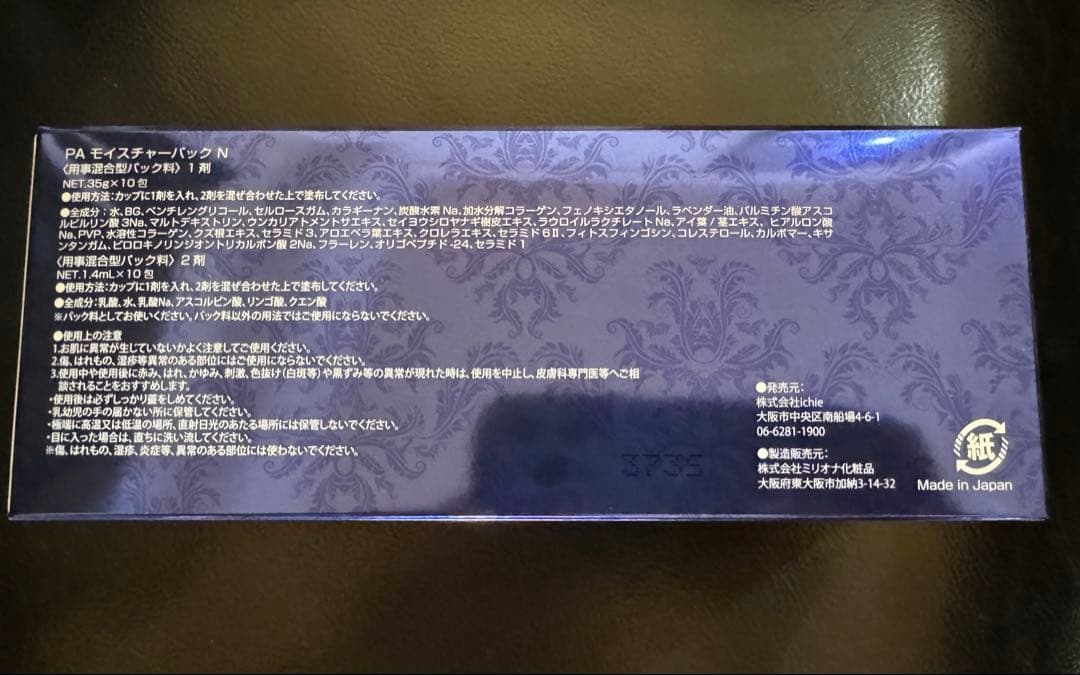 PA モイスチャーパック N
〈用事混合型パック料〉1剤
NET.35g×10包
●使用方法:カップに1剤を入れ、2剤を混ぜ合わせた上で塗布してください。
●全成分:水、BG、ペンチレングリコール、セルロースガム、カラギーナン、炭酸水素Na、加水分解コラーゲン、フェノキシエタノール、ラベンダー油、パルミチン酸アスコ
ルビルリン酸3Na、マルトデキストリン、ウンカリアトメントサエキス、セイヨウシロヤナギ樹皮エキス、ラウロイルラクチレートNa、アイ葉/茎エキス、ヒアルロン酸
Na、PVP、水溶性コラーゲン、クズ根エキス、セラミド3、アロエベラ葉エキス、クロレラエキス、セラミド6Ⅱ、フィトスフィンゴシン、コレステロール、カルボマー、キサ
ンタンガム、ピロロキノリンジオントリカルボン酸2Na、フラーレン、オリゴペプチド-24、セラミド1
〈用事混合型パック料〉2剤
NET.1.4mL×10包
●使用方法:カップに1剤を入れ、2剤を混ぜ合わせた上で塗布してください。
●全成分:乳酸、水、乳酸Na、アスコルビン酸、リンゴ酸、クエン酸
※パック料としてお使いください。パック料以外の用法ではご使用にならないでください。
●使用上の注意
1.お肌に異常が生じていないかよく注意してご使用ください。
2.傷、はれもの、湿疹等異常のある部位にはご使用にならないでください。
3.使用中や使用後に赤み、はれ、かゆみ、刺激、色抜け(白斑等)や黒ずみ等の異常が現れた時は、使用を中止し、皮膚科専門医等へご相
談されることをおすすめします。
・使用後は必ずしっかり蓋をしめてください。
・乳幼児の手の届かない所に保管してください。
・極端に高温又は低温の場所、直射日光のあたる場所には保管しないでください。
・目に入った場合は、直ちに洗い流してください。
※傷、はれもの、湿疹、炎症等、異常のある部位には使わないでください。
3735
●発売元:
株式会社ichie
大阪市中央区南船場4-6-1
06-6281-1900
●製造販売元:
株式会社ミリオナ化粧品
大阪府東大阪市加納3-14-32
紙
Made in Japan